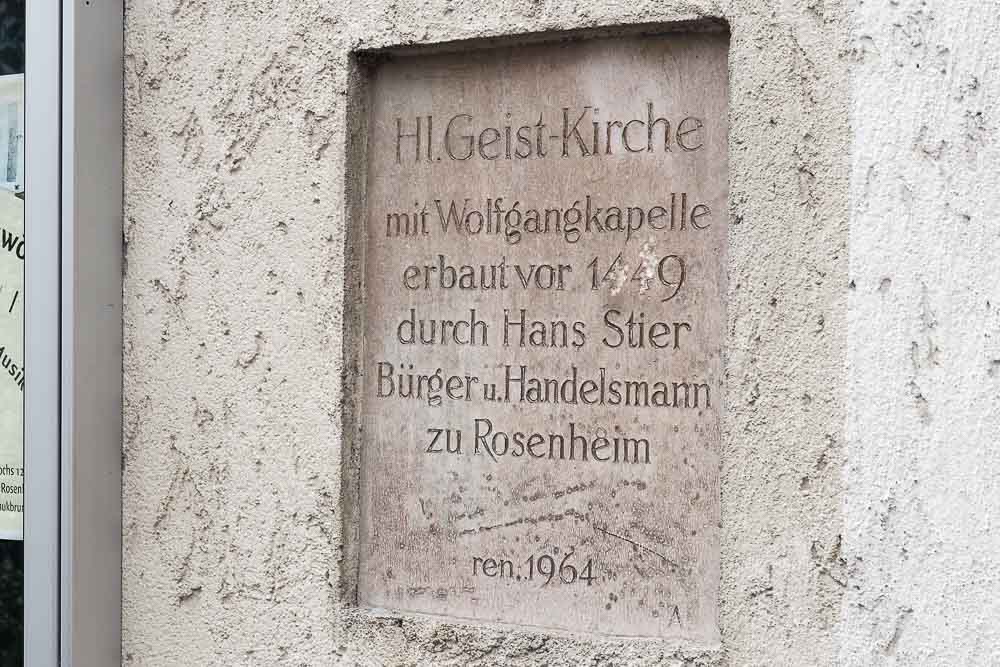 Hl. Geist-Kirche
mit Wolfgangkapelle
erbaut vor 1449
durch Hans Stier
Bürger u. Handelsmann
zu Rosenheim
ren. 1964
A